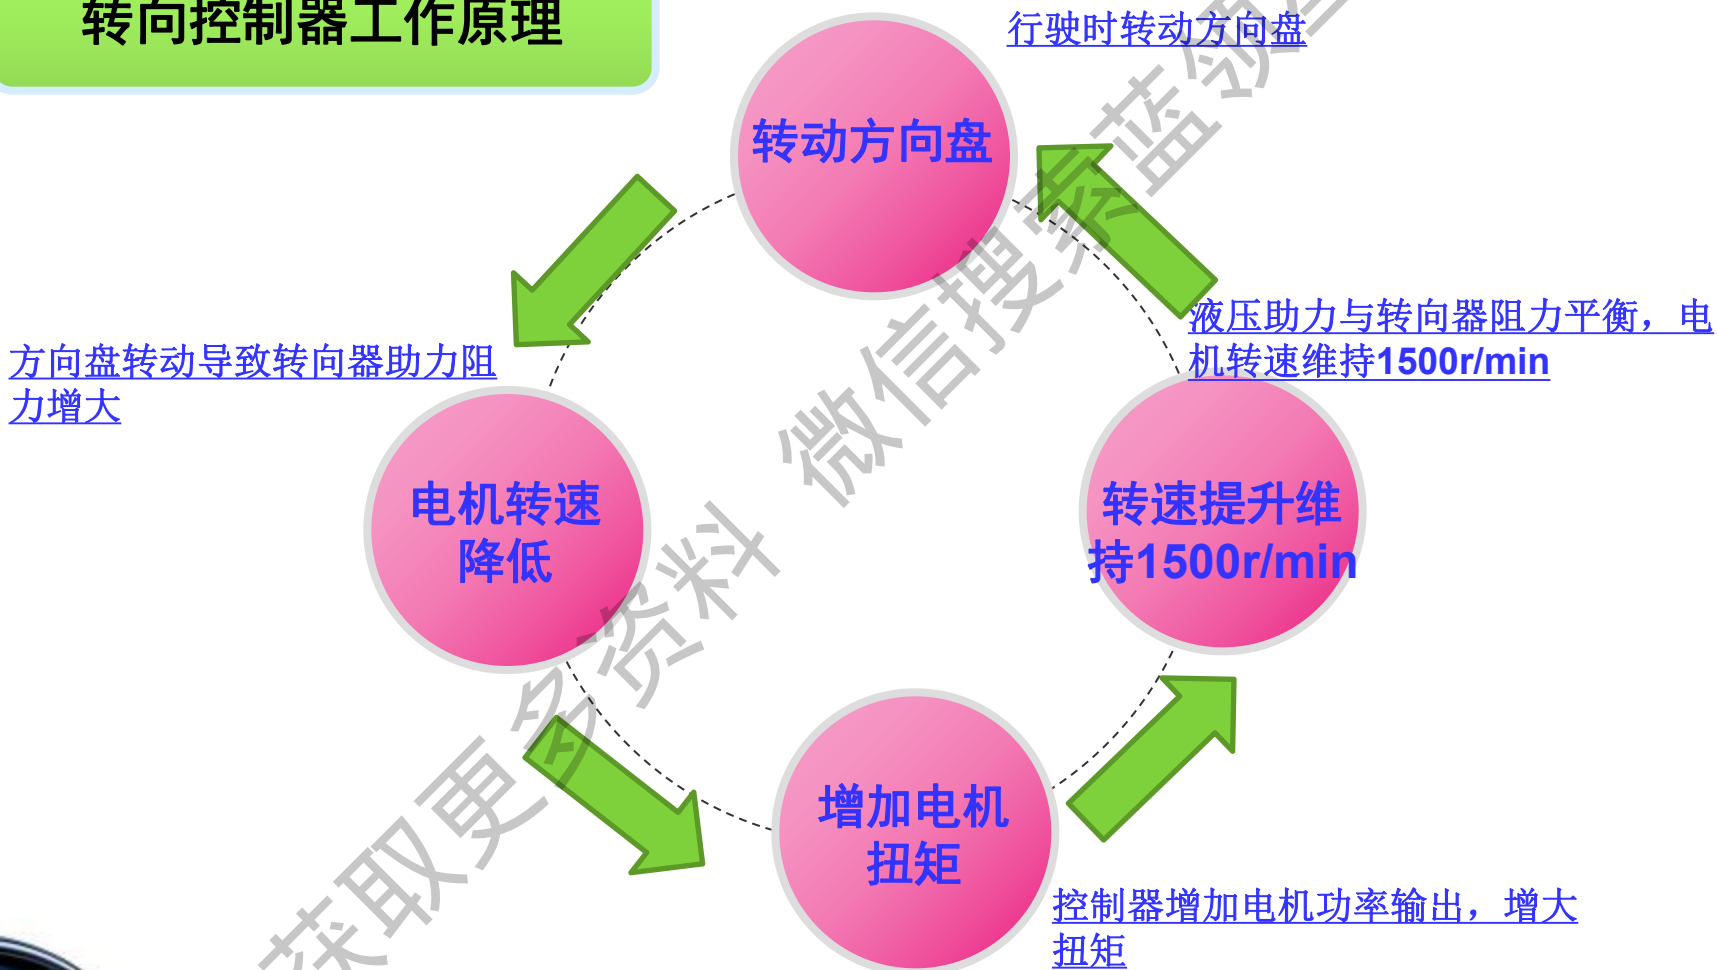 转向控制器工作原理
行驶时转动方向盘
转动方向盘
液压助力与转向器阻力平衡，电
机转速维持1500r/min
方向盘转动导致转向器助力阻
力增大
电机转速
降低
转速提升维
持1500r/min
增加电机
扭矩
控制器增加电机功率输出，增大
扭矩
获取更多资料 微信搜索蓝领